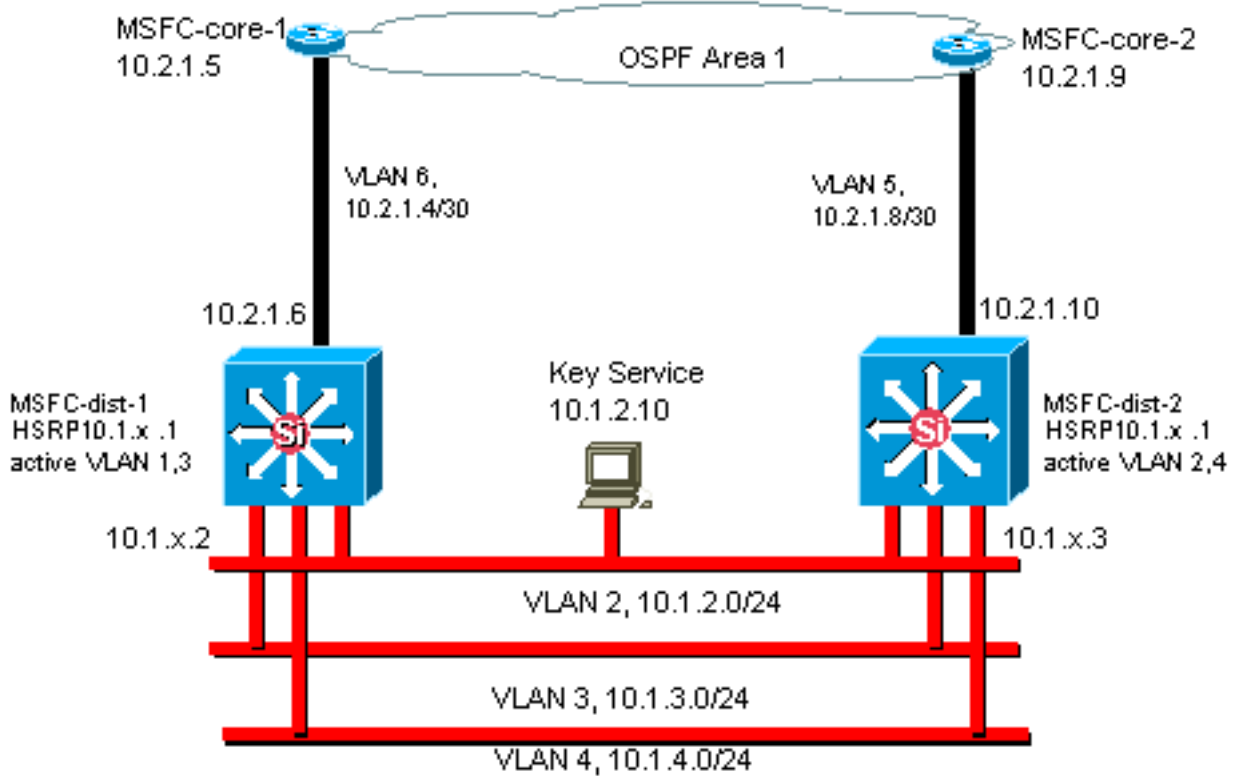 MSFC-core-1
10.2.1.5
OSPF Area 1
MSFC-core-2
10.2.1.9
VLAN 6,
10.2.1.4/30
VLAN 5,
10.2.1.8/30
10.2.1.6
10.2.1.10
MSFC-dist-1
HSRP10.1.x .1
active VLAN 1,3
Si
Key Service
10.1.2.10
Si
MSFC-dist-2
HSRP10.1.x .1
active VLAN 2,4
10.1.x.2
10.1.x.3
VLAN 2, 10.1.2.0/24
VLAN 3, 10.1.3.0/24
VLAN 4, 10.1.4.0/24